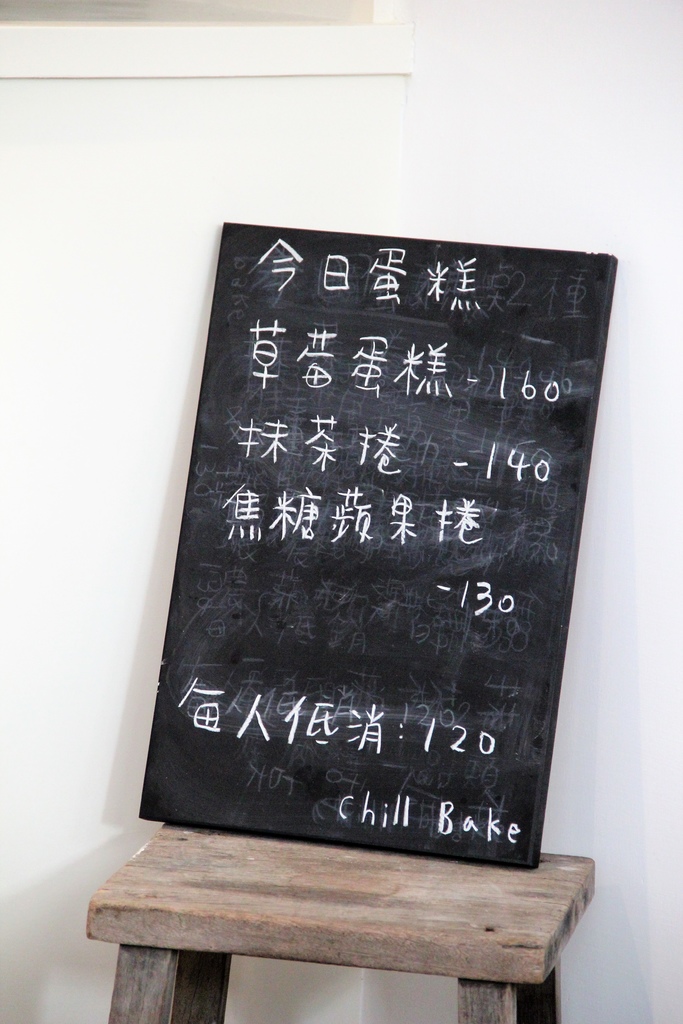 今日蛋糕
草莓蛋糕-160
抹茶捲 -140
焦糖蘋果捲
-130
每人低消:120
Chill Bake